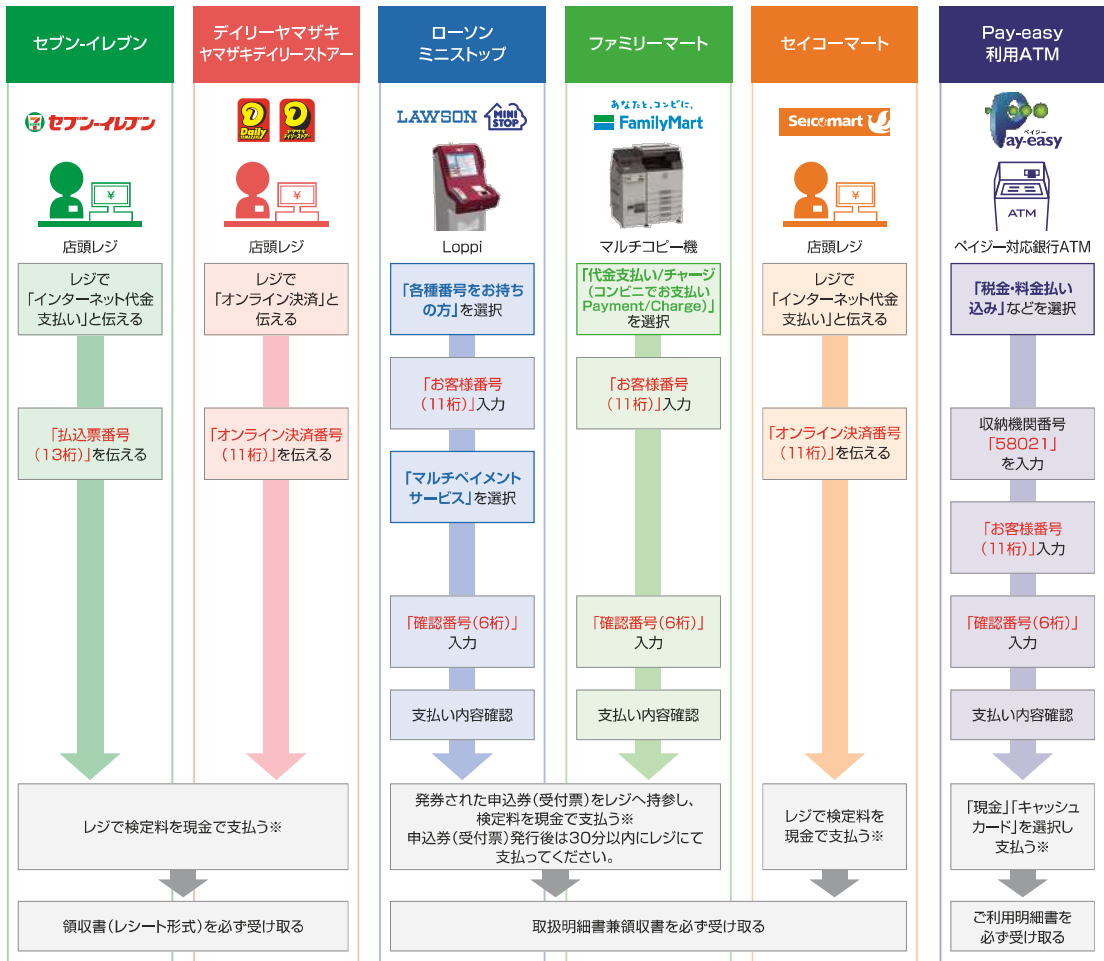 セブン-イレブン
セブン-イレブン
店頭レジ
レジで
「インターネット代金
支払い」と伝える
「払込票番号
(13桁)」を伝える
デイリーヤマザキ
ヤマザキデイリーストアー
Daily
YAMAZAKI
ヤマザキ
デイリーストアー
店頭レジ
レジで
「オンライン決済」と
伝える
「オンライン決済番号
(11桁)」を伝える
レジで検定料を現金で支払う※
領収書(レシート形式)を必ず受け取る
ローソン
ミニストップ
LAWSON
MINI
STOP
Loppi
「各種番号をお持ち
の方」を選択
「お客様番号
(11桁)」入力
「マルチペイメント
サービス」を選択
「確認番号(6桁)」
入力
支払い内容確認
ファミリーマート
あなたと、コンビに、
FamilyMart
マルチコピー機
「代金支払い/チャージ
(コンビニでお支払い
Payment/Charge)」
を選択
「お客様番号
(11桁)」入力
「確認番号(6桁)」
入力
支払い内容確認
発券された申込券(受付票)をレジへ持参し、
検定料を現金で支払う※
申込券(受付票)発行後は30分以内にレジにて
支払ってください。
セイコーマート
Seicomart
店頭レジ
レジで
「インターネット代金
支払い」と伝える
「オンライン決済番号
(11桁)」を伝える
レジで検定料を
現金で支払う※
取扱明細書兼領収書を必ず受け取る
Pay-easy
利用ATM
ペイジー
Pay-easy
ATM
ペイジー対応銀行ATM
「税金・料金払い
込み」などを選択
収納機関番号
「58021」
を入力
「お客様番号
(11桁)」入力
「確認番号(6桁)」
入力
支払い内容確認
「現金」「キャッシュ
カード」を選択し
支払う※
ご利用明細書を
必ず受け取る